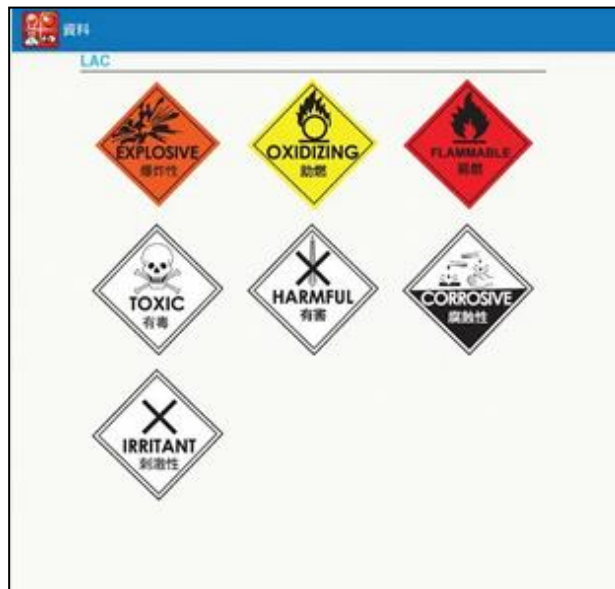 資料
LAC
EXPLOSIVE
爆炸性
OXIDIZING
助燃
FLAMMABLE
易燃
TOXIC
有毒
HARMFUL
有害
CORROSIVE
腐蝕性
IRRITANT
刺激性